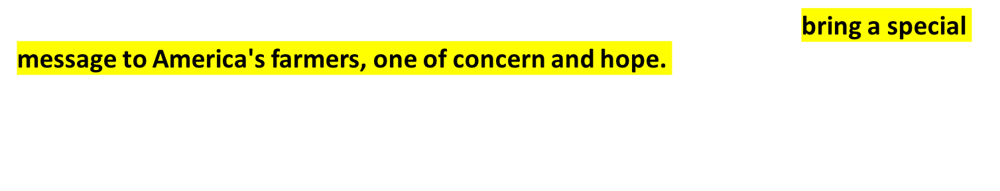 bring a special
message to America's farmers, one of concern and hope.